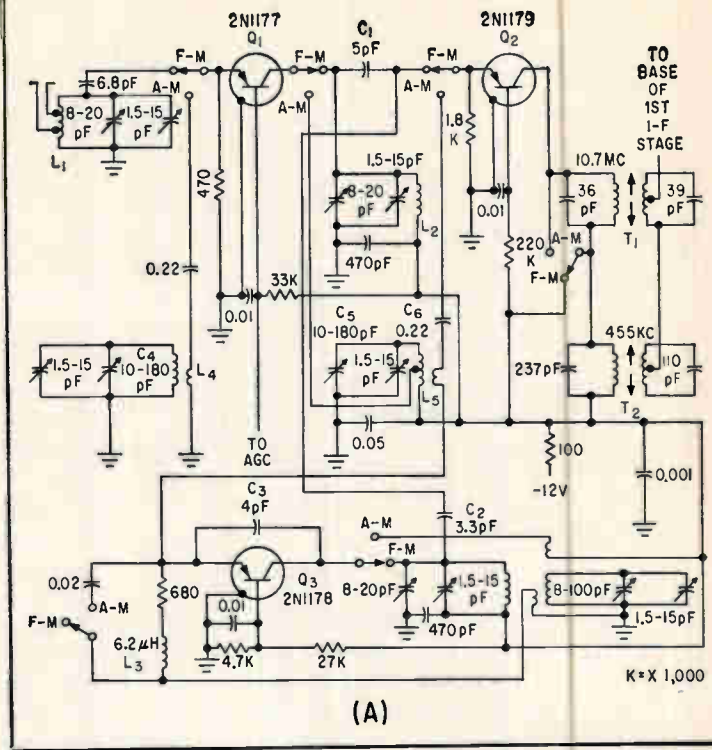 2N1177
Q1
C1
5pF
2N1179
Q2
F-M
F-M
F-M
A-M
A-M
A-M
6.8pF
8-20
pF
1.5-15
pF
L1
470
1.5-15pF
8-20
pF
L2
470pF
1.8
K
0.01
220
K
TO
BASE
OF
1ST
I-F
STAGE
10.7MC
36
pF
39
pF
T1
A-M
F-M
0.22
0.01
33K
C5
10-180pF
C6
0.22
1.5-15
pF
L5
0.05
455KC
237pF
110
pF
T2
1.5-15
pF
C4
10-180
pF
L4
TO
AGC
100
-12V
0.001
C3
4pF
Q3
2N1178
A-M
F-M
C2
3.3pF
8-20pF
1.5-15
pF
470pF
8-100pF
1.5-15pF
0.02
A-M
F-M
680
6.2μH
L3
0.01
4.7K
27K
K=X 1,000
(A)